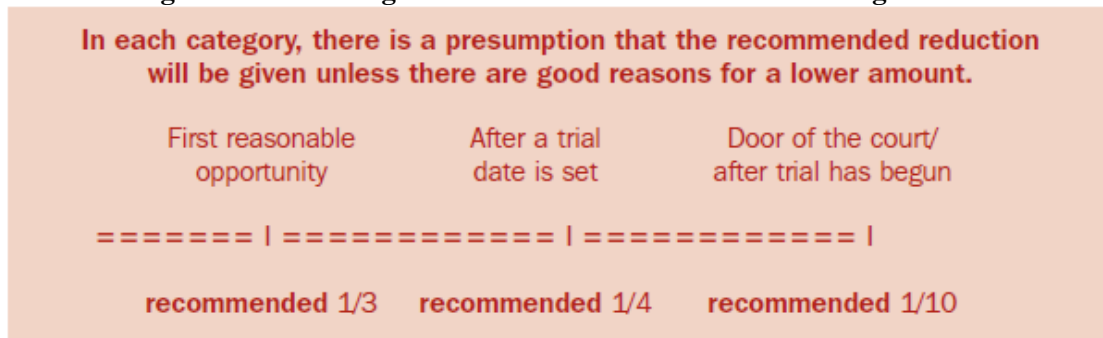 In each category, there is a presumption that the recommended reduction
will be given unless there are good reasons for a lower amount.
First reasonable opportunity
After a trial date is set
Door of the court/ after trial has begun
= = = = = = = | = = = = = = = = = = = = | = = = = = = = = = = = = |
recommended 1/3 recommended 1/4 recommended 1/10